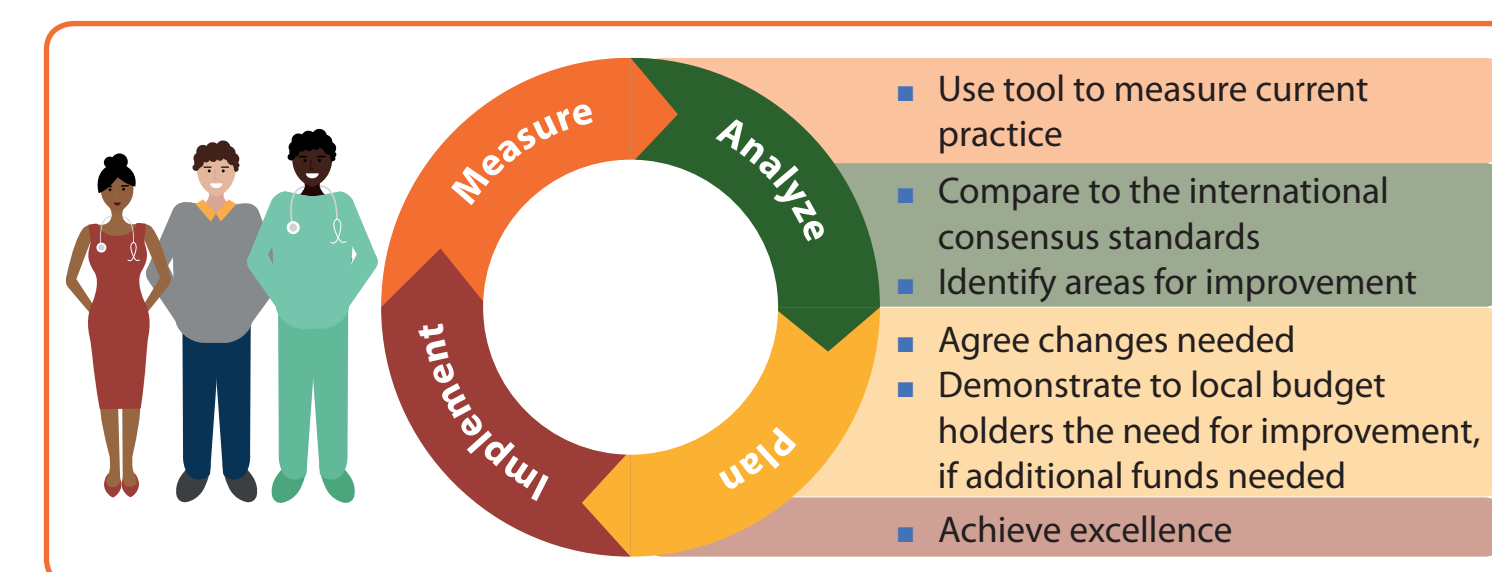 Measure
Analyze
Plan
Implement
■ Use tool to measure current
practice
■ Compare to the international
consensus standards
■ Identify areas for improvement
■ Agree changes needed
■ Demonstrate to local budget
holders the need for improvement,
if additional funds needed
■ Achieve excellence